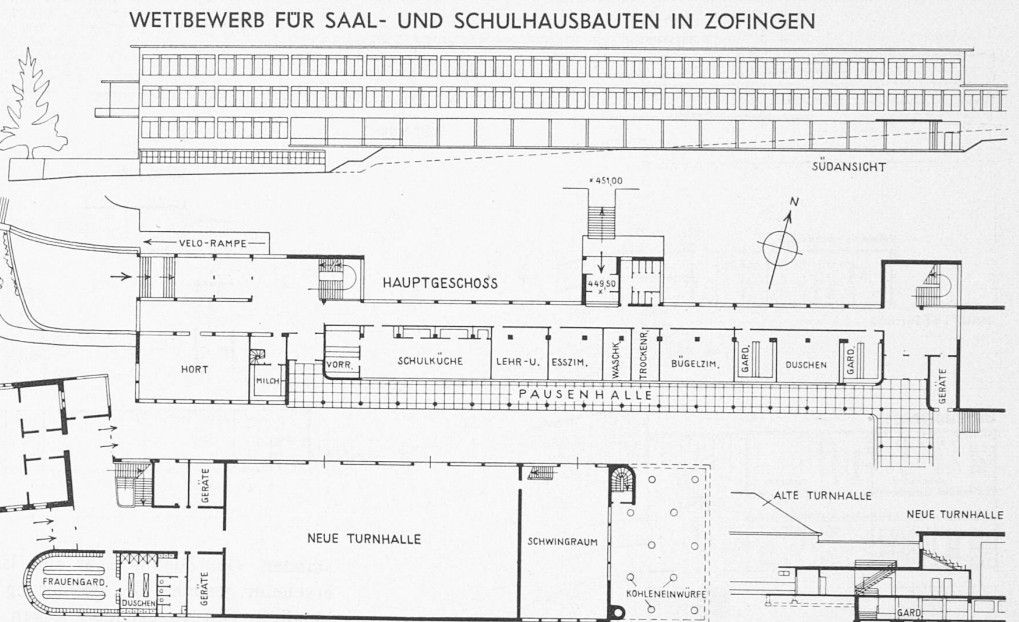 WETTBEWERB FÜR SAAL- UND SCHULHAUSBAUTEN IN ZOFINGEN
SÜDANSICHT
× 451,00
N
VELO-RAMPE
HAUPTGESCHOSS
449,50
×
HORT
MILCH
VORR.
SCHULKÜCHE
LEHR-U.
ESSZIM.
WASCHK.
TROCKENR.
BÜGELZIM.
GARD.
DUSCHEN
GARD.
GERÄTE
PAUSENHALLE
GERÄTE
ALTE TURNHALLE
NEUE TURNHALLE
NEUE TURNHALLE
SCHWINGRAUM
FRAUENGARD.
DUSCHEN
GERÄTE
KOHLENEINWÜRFE
GARD.